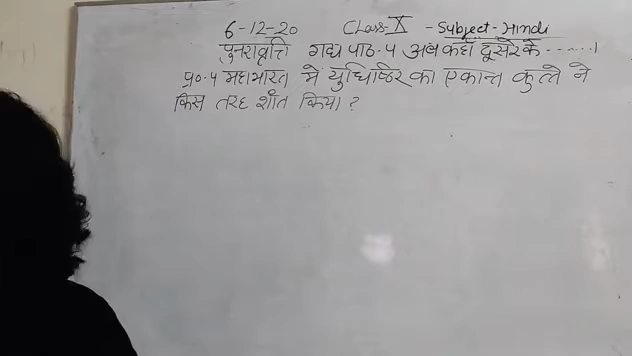 6-12-20 Class-X - Subject-Hindi
पुनरावृत्ति गद्य पाठ-५ अब कहाँ दूसरे के ------।
प्र०-५ महाभारत में युधिष्ठिर का एकान्त कुत्ते ने
किस तरह शाँत किया?